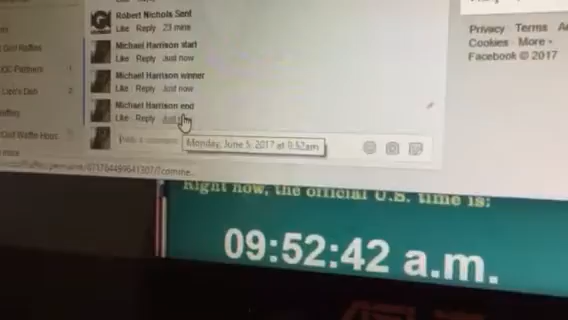 Robert Nichols Sent
Like Reply 23 mins
Michael Harrison start
Like Reply Just now
Michael Harrison winner
Like Reply Just now
Michael Harrison end
Like Reply Just now
Monday, June 5, 2017 at 9:52am
Privacy Terms
Cookies More
Facebook © 2017
Right now, the official U.S. time is:
09:52:42 a.m.